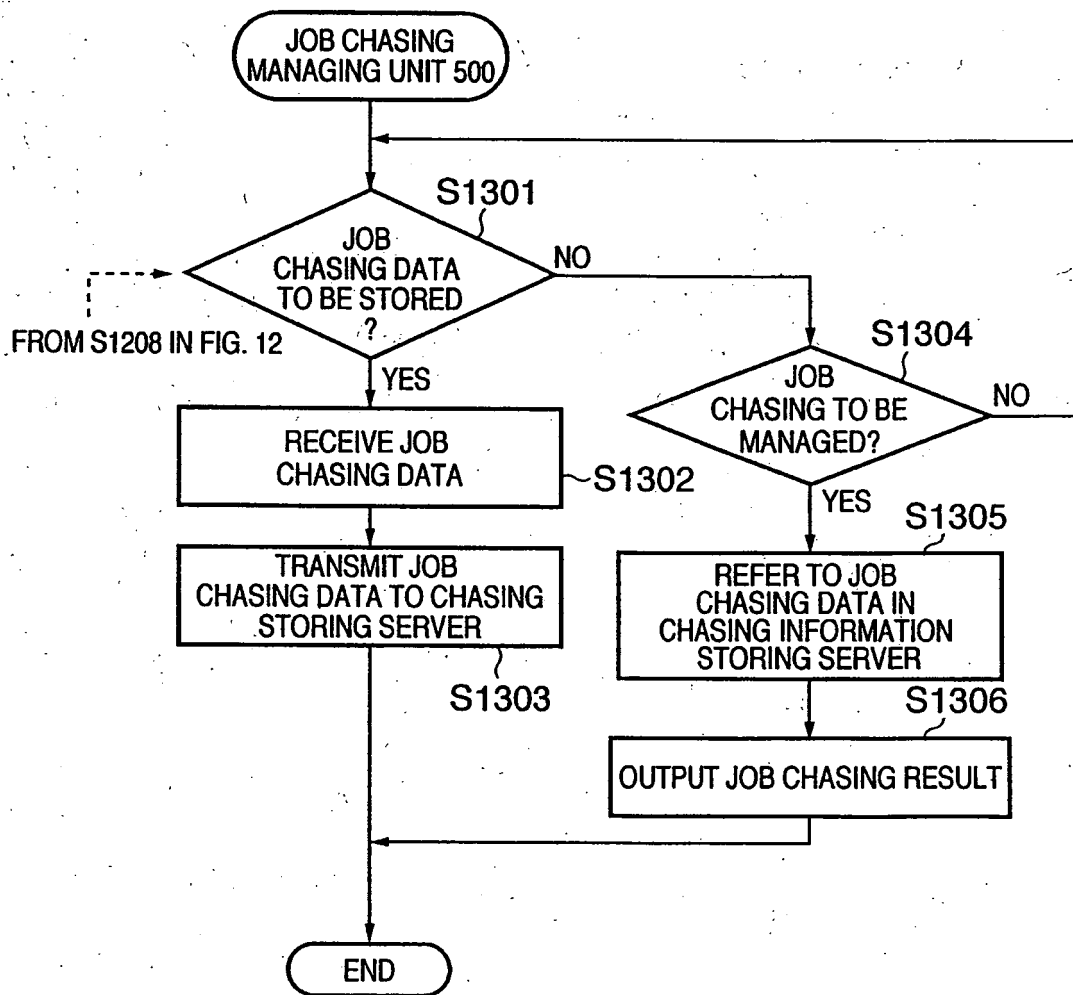 JOB CHASING
MANAGING UNIT 500
S1301
JOB
CHASING DATA
TO BE STORED
?
NO
FROM S1208 IN FIG. 12
YES
S1304
JOB
CHASING TO BE
MANAGED?
NO
YES
RECEIVE JOB
CHASING DATA
S1302
TRANSMIT JOB
CHASING DATA TO CHASING
STORING SERVER
S1303
S1305
REFER TO JOB
CHASING DATA IN
CHASING INFORMATION
STORING SERVER
S1306
OUTPUT JOB CHASING RESULT
END